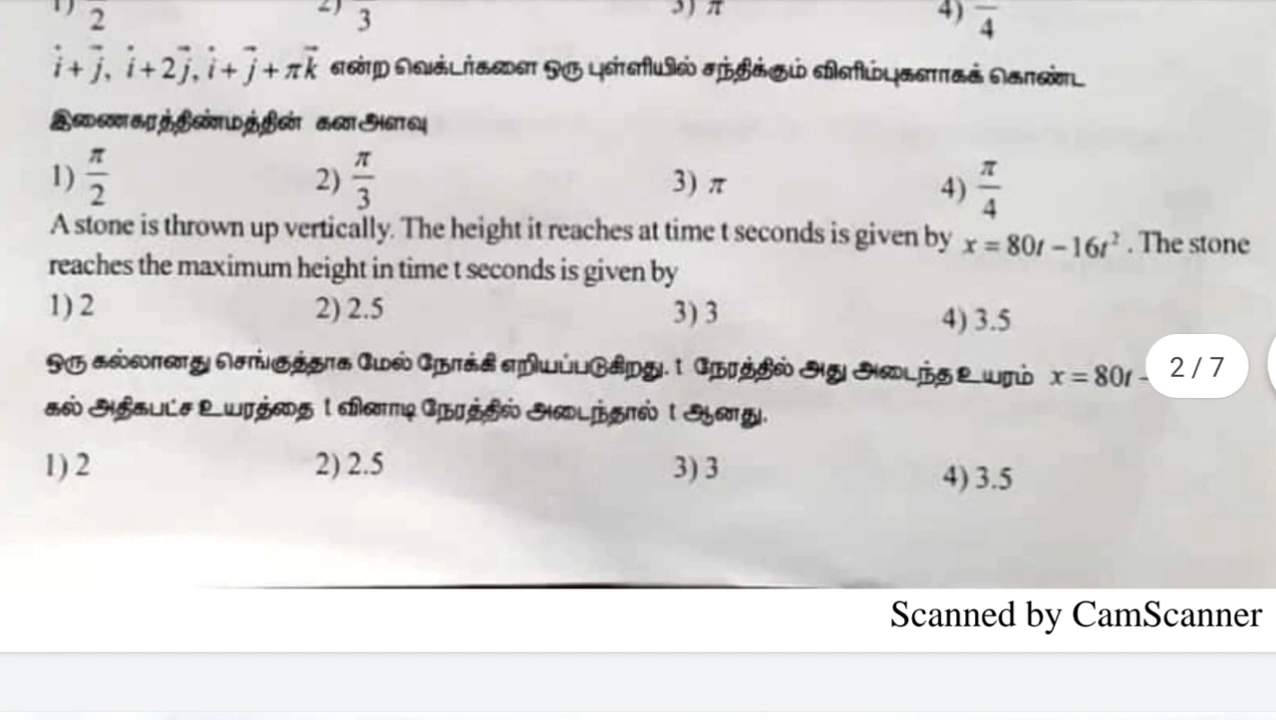 1) π/2 2) π/3 3) π 4) π/4
i⃗ + j⃗, i⃗ + 2j⃗, i⃗ + j⃗ + πk⃗ என்ற வெக்டர்களை ஒரு புள்ளியில் சந்திக்கும் விளிம்புகளாகக் கொண்ட
இணைகரத்திண்மத்தின் கனஅளவு
1) π/2 2) π/3 3) π 4) π/4
A stone is thrown up vertically. The height it reaches at time t seconds is given by x = 80t – 16t². The stone
reaches the maximum height in time t seconds is given by
1) 2 2) 2.5 3) 3 4) 3.5
ஒரு கல்லானது செங்குத்தாக மேல் நோக்கி எறியப்படுகிறது. t நேரத்தில் அது அடைந்த உயரம் x = 80t –
2 / 7
கல் அதிகபட்ச உயரத்தை t வினாடி நேரத்தில் அடைந்தால் t ஆனது.
1) 2 2) 2.5 3) 3 4) 3.5
Scanned by CamScanner